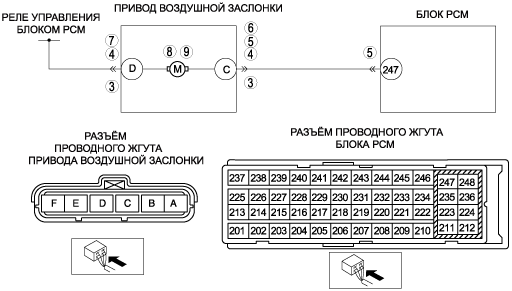 РЕЛЕ УПРАВЛЕНИЯ
БЛОКОМ PCM
ПРИВОД ВОЗДУШНОЙ ЗАСЛОНКИ
БЛОК PCM
7
4
3
D
8
9
M
C
6
5
4
3
5
247
РАЗЪЁМ
ПРОВОДНОГО ЖГУТА
ПРИВОДА ВОЗДУШНОЙ ЗАСЛОНКИ
F E D C B A
РАЗЪЁМ ПРОВОДНОГО ЖГУТА
БЛОКА PCM
237 238 239 240 241 242 243 244 245 246 247 248
225 226 227 228 229 230 231 232 233 234 235 236
213 214 215 216 217 218 219 220 221 222 223 224
201 202 203 204 205 206 207 208 209 210 211 212